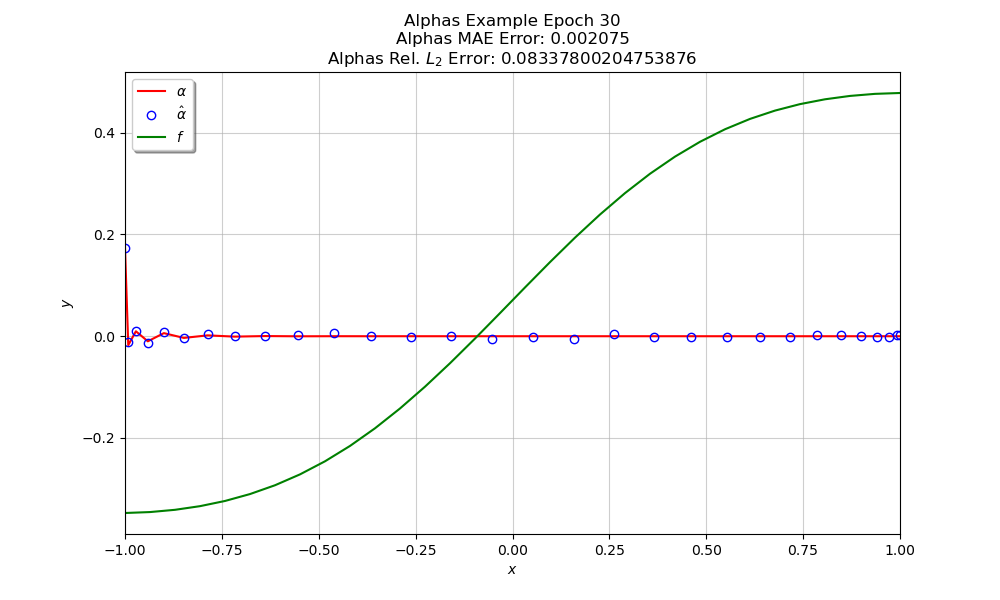 Alphas Example Epoch 30
Alphas MAE Error: 0.002075
Alphas Rel. L₂ Error: 0.08337800204753876
α
α̂
f
0.4
0.2
0.0
−0.2
y
−1.00 −0.75 −0.50 −0.25 0.00 0.25 0.50 0.75 1.00
x